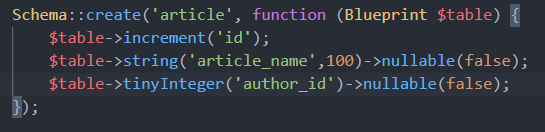 Schema::create('article', function (Blueprint $table) {
$table->increment('id');
$table->string('article_name',100)->nullable(false);
$table->tinyInteger('author_id')->nullable(false);
});